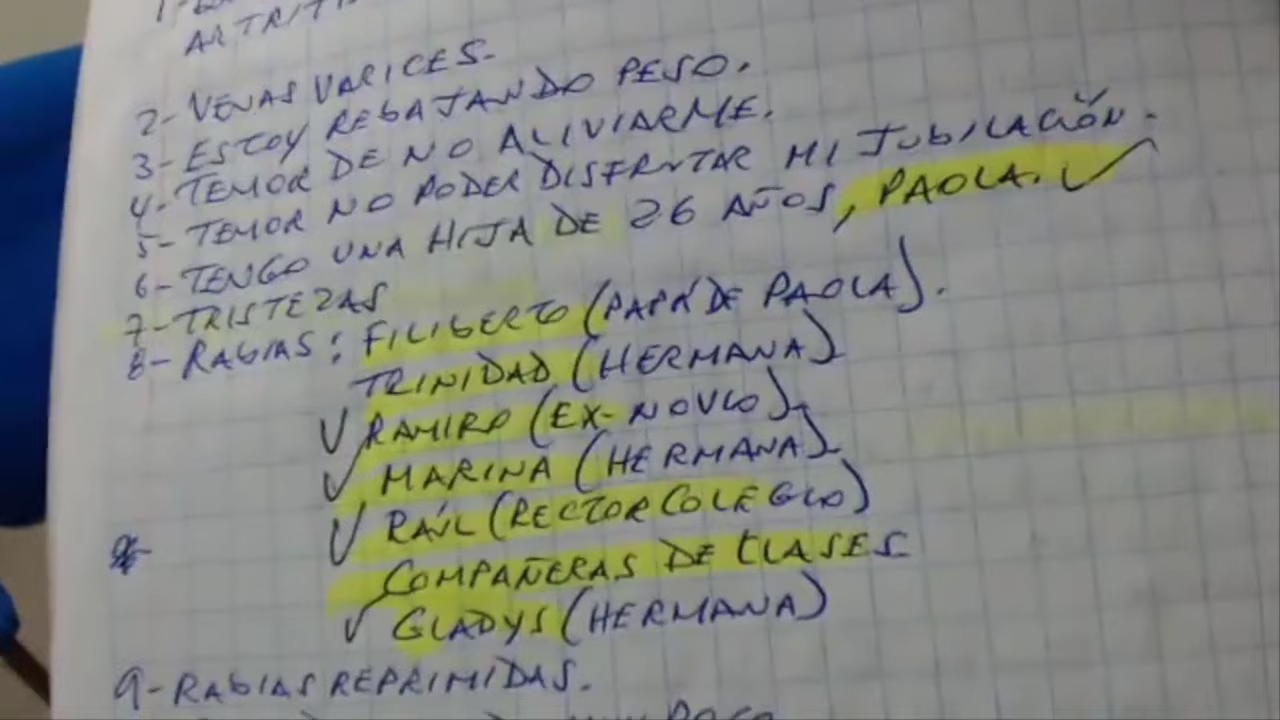 ARTRITI
2- VENAS VARICES.
3- ESTOY REBAJANDO PESO.
4- TEMOR DE NO ALIVIARME.
5- TEMOR NO PODER DISFRUTAR MI JUBILACIÓN.
6- TENGO UNA HIJA DE 26 AÑOS, PAOLA. ✓
7- TRISTEZAS
8- RABIAS: FILIBERTO (PAPÁ DE PAOLA).
TRINIDAD (HERMANA)
✓ RAMIRO (EX-NOVIO)
✓ MARINA (HERMANA)
✓ RAÚL (RECTOR COLEGIO)
COMPAÑERAS DE CLASES
✓ GLADYS (HERMANA)
9- RABIAS REPRIMIDAS.